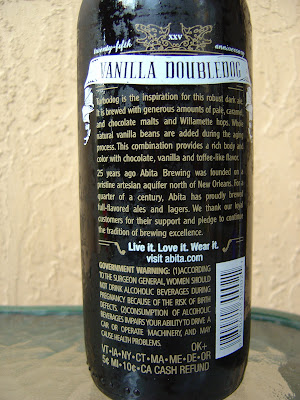 twenty-fifth XXV anniversary
VANILLA DOUBLEDOG
Turbodog is the inspiration for this robust dark ale.
It is brewed with generous amounts of pale, caramel
and chocolate malts and Willamette hops. Whole
natural vanilla beans are added during the aging
process. This combination provides a rich body and
color with chocolate, vanilla and toffee-like flavor.
25 years ago Abita Brewing was founded on a
pristine artesian aquifer north of New Orleans. For a
quarter of a century, Abita has proudly brewed
full-flavored ales and lagers. We thank our loyal
customers for their support and pledge to continue
the tradition of brewing excellence.
Live it. Love it. Wear it.
visit abita.com
GOVERNMENT WARNING: (1)ACCORDING
TO THE SURGEON GENERAL, WOMEN SHOULD
NOT DRINK ALCOHOLIC BEVERAGES DURING
PREGNANCY BECAUSE OF THE RISK OF BIRTH
DEFECTS. (2)CONSUMPTION OF ALCOHOLIC
BEVERAGES IMPAIRS YOUR ABILITY TO DRIVE A
CAR OR OPERATE MACHINERY, AND MAY
CAUSE HEALTH PROBLEMS.
OK+
VT•IA•NY•CT•MA•ME•DE•OR
5¢ MI•10¢•CA CASH REFUND